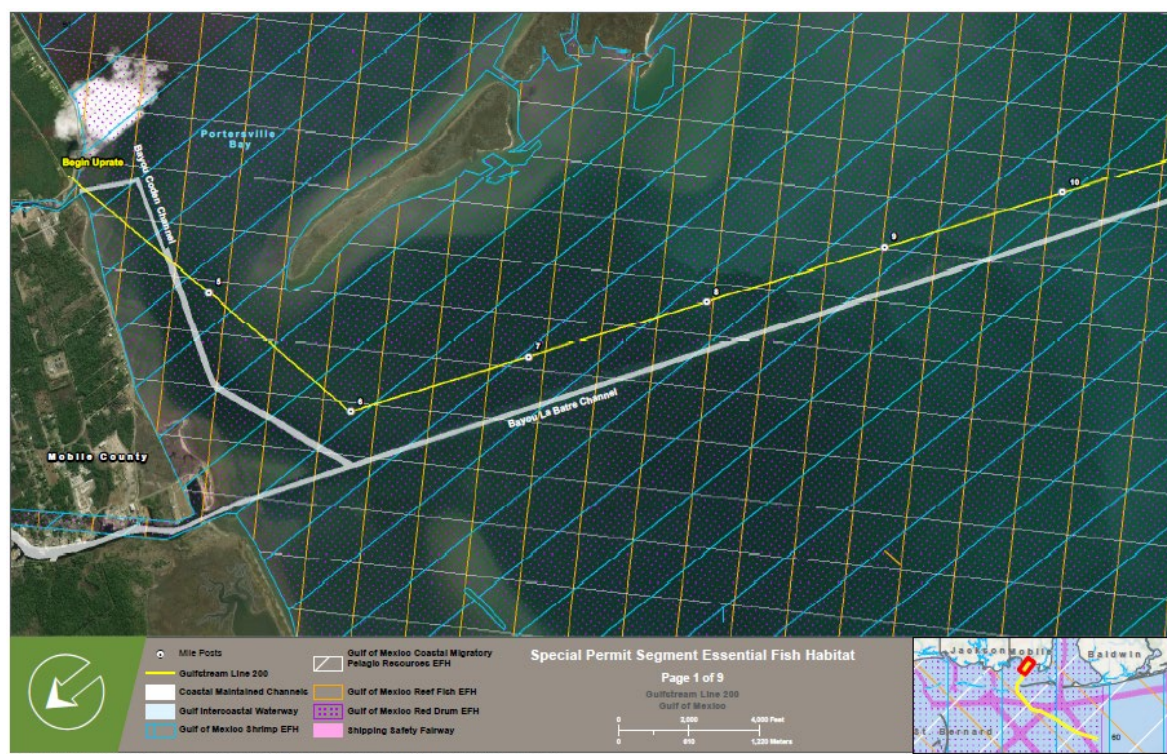 Portersville
Bay
Begin Uprate
Bayou Coden Channel
10
9
5
8
7
6
Bayou La Batre Channel
Mobile County
Mile Posts
Gulfstream Line 200
Coastal Maintained Channels
Gulf Intercoastal Waterway
Gulf of Mexico Shrimp EFH
Gulf of Mexico Coastal Migratory
Pelagic Resources EFH
Gulf of Mexico Reef Fish EFH
Gulf of Mexico Red Drum EFH
Shipping Safety Fairway
Special Permit Segment Essential Fish Habitat
Page 1 of 9
Gulfstream Line 200
Gulf of Mexico
0 2,000 4,000 Feet
0 610 1,220 Meters
Jackson Mobile Baldwin
St. Bernard